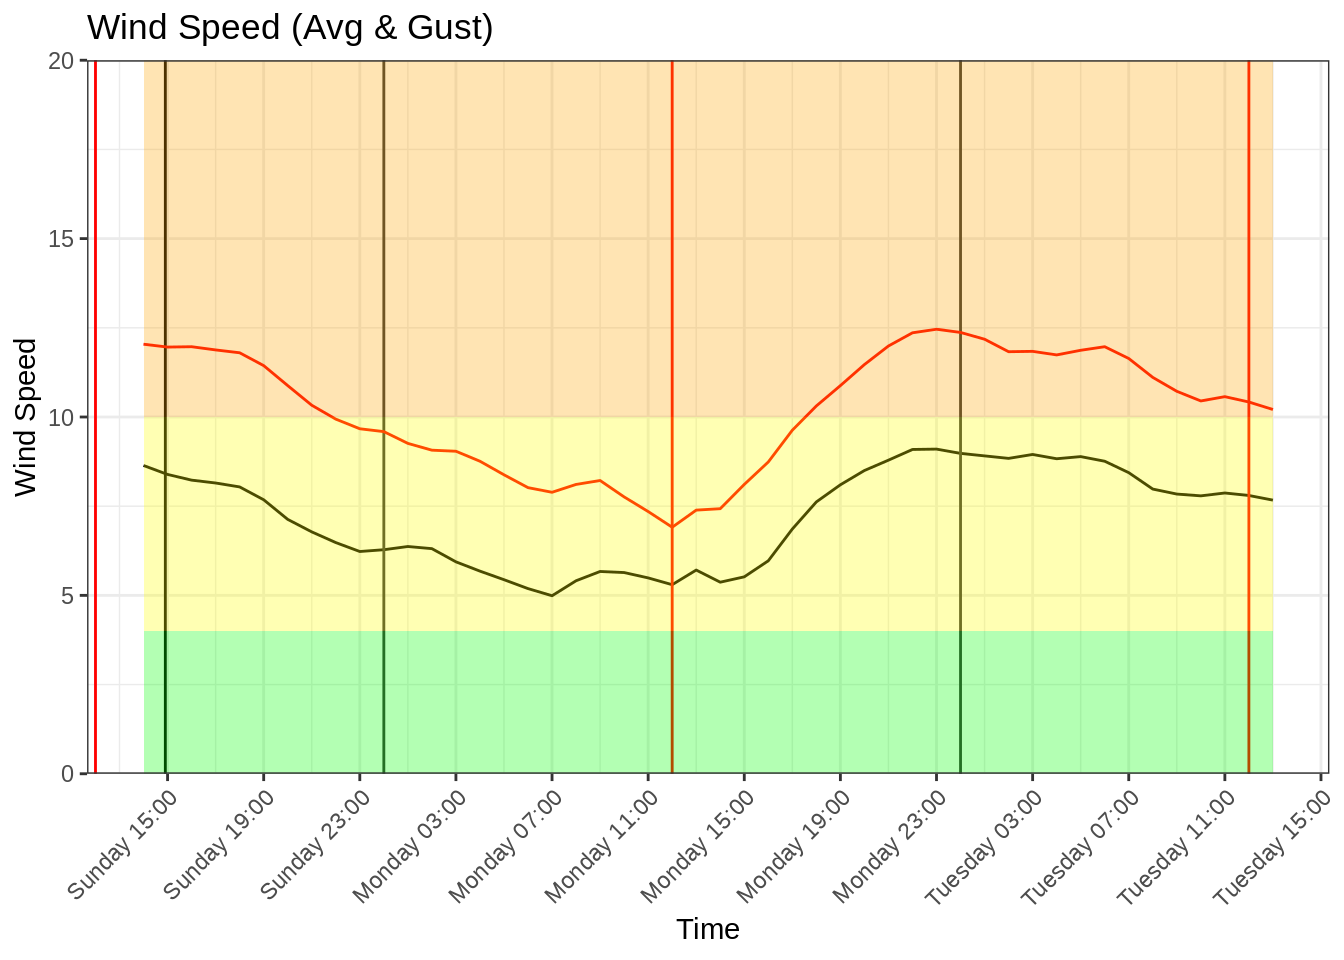 Wind Speed (Avg & Gust)
Wind Speed
20
15
10
5
0
Sunday 15:00
Sunday 19:00
Sunday 23:00
Monday 03:00
Monday 07:00
Monday 11:00
Monday 15:00
Monday 19:00
Monday 23:00
Tuesday 03:00
Tuesday 07:00
Tuesday 11:00
Tuesday 15:00
Time